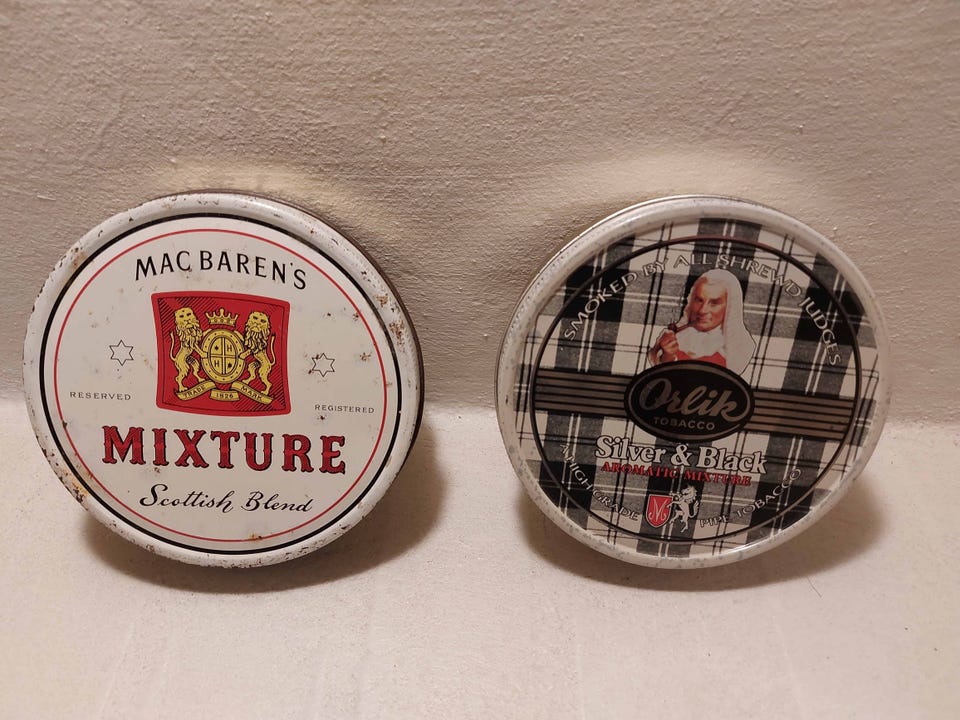 MAC BAREN'S
RESERVED
REGISTERED
TRADE MARK
1826
H H
MIXTURE
Scottish Blend
SMOKED BY ALL SHREWD JUDGES
Orlik
TOBACCO
Silver & Black
AROMATIC MIXTURE
HIGH GRADE PIPE TOBACCO
M